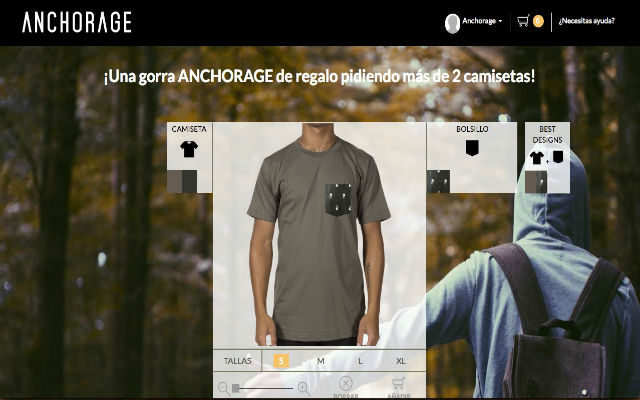 ANCHORAGE
Anchorage
0
¿Necesitas ayuda?
¡Una gorra ANCHORAGE de regalo pidiendo más de 2 camisetas!
CAMISETA
BOLSILLO
BEST
DESIGNS
+
TALLAS S M L XL
BORRAR AÑADIR